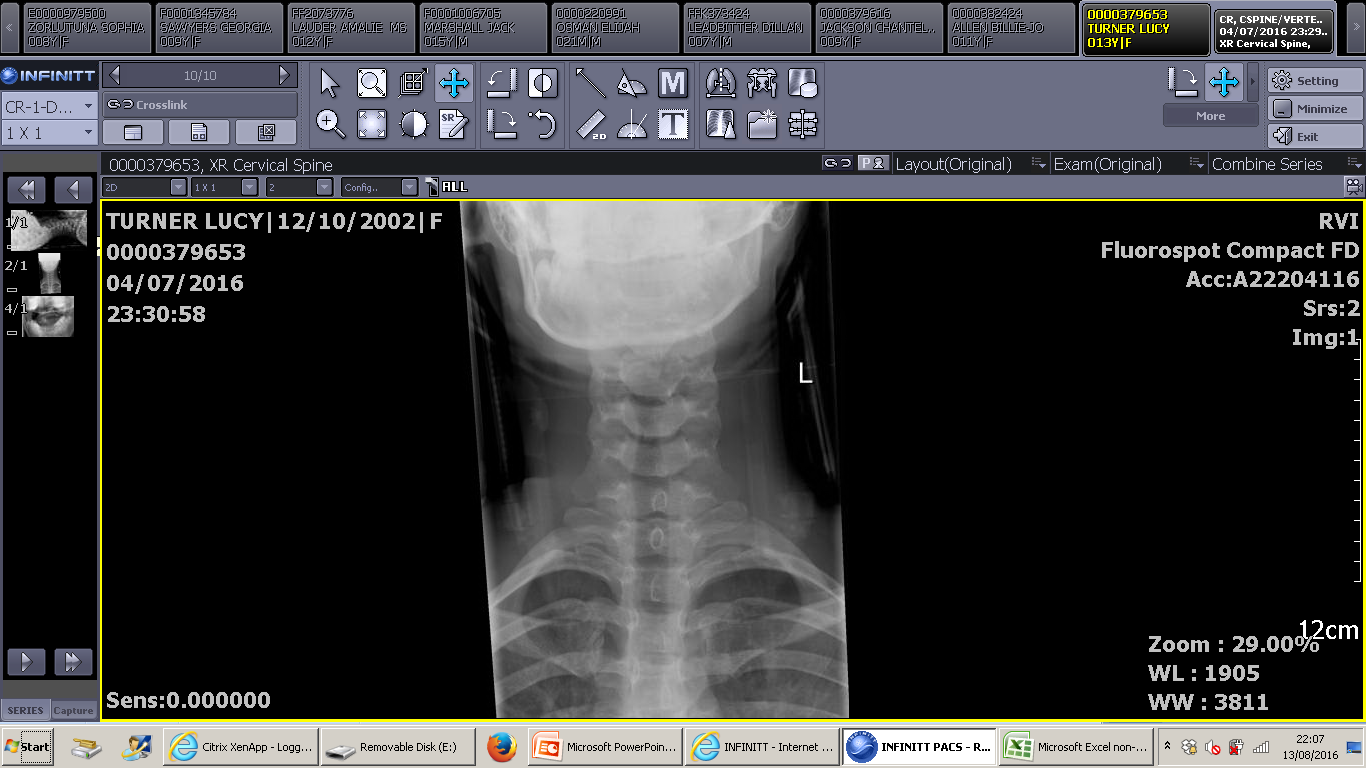 E0000979500
ZORLUTUNA SOPHIA
008Y|F
F0001345784
SAWYERS GEORGIA
009Y|F
FF2073776
LAUDER AMALIE MS
012Y|F
F0001006705
MARSHALL JACK
015Y|M
0000220991
OSMAN ELIJAH
021M|M
FFK373424
LEADBITTER DILLAN
007Y|M
0000379616
JACKSON CHANTEL..
009Y|F
0000382424
ALLEN BILLIE-JO
011Y|F
0000379653
TURNER LUCY
013Y|F
CR, CSPINE/VERTE..
04/07/2016 23:29..
XR Cervical Spine,
INFINITT
10/10
CR-1-D...
Crosslink
1 X 1
M
SR
2D
T
More
Setting
Minimize
Exit
0000379653, XR Cervical Spine
P
Layout(Original)
Exam(Original)
Combine Series
2D
1 X 1
2
Config..
ALL
1/1
2/1
4/1
TURNER LUCY|12/10/2002|F
0000379653
04/07/2016
23:30:58
RVI
Fluorospot Compact FD
Acc:A22204116
Srs:2
Img:1
L
12cm
Zoom : 29.00%
WL : 1905
WW : 3811
Sens:0.000000
SERIES
Capture
Start
Citrix XenApp - Logg...
Removable Disk (E:)
Microsoft PowerPoin...
INFINITT - Internet ...
INFINITT PACS - R...
Microsoft Excel non-...
22:07
13/08/2016